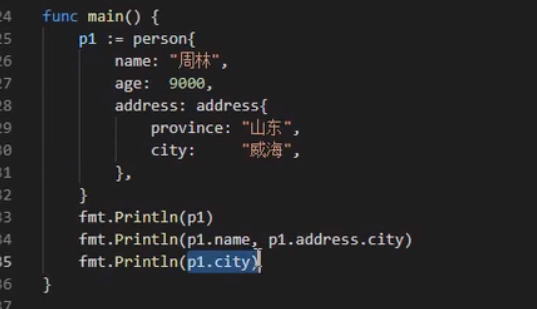 24 func main() {
25 p1 := person{
26 name: "周林",
27 age: 9000,
28 address: address{
29 province: "山东",
30 city: "威海",
31 },
32 }
33 fmt.Println(p1)
34 fmt.Println(p1.name, p1.address.city)
35 fmt.Println(p1.city)
36 }
37